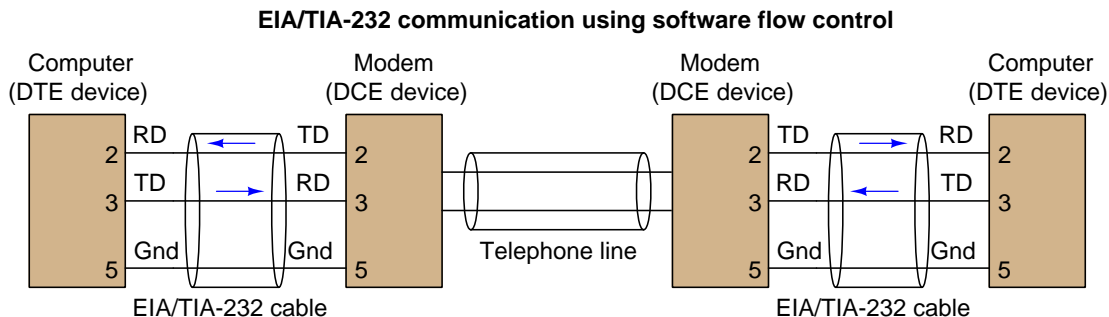 EIA/TIA-232 communication using software flow control
Computer
(DTE device)
Modem
(DCE device)
Modem
(DCE device)
Computer
(DTE device)
RD TD TD RD
2 2 2 2
TD RD RD TD
3 3 3 3
Gnd Gnd Telephone line Gnd Gnd
5 5 5 5
EIA/TIA-232 cable EIA/TIA-232 cable